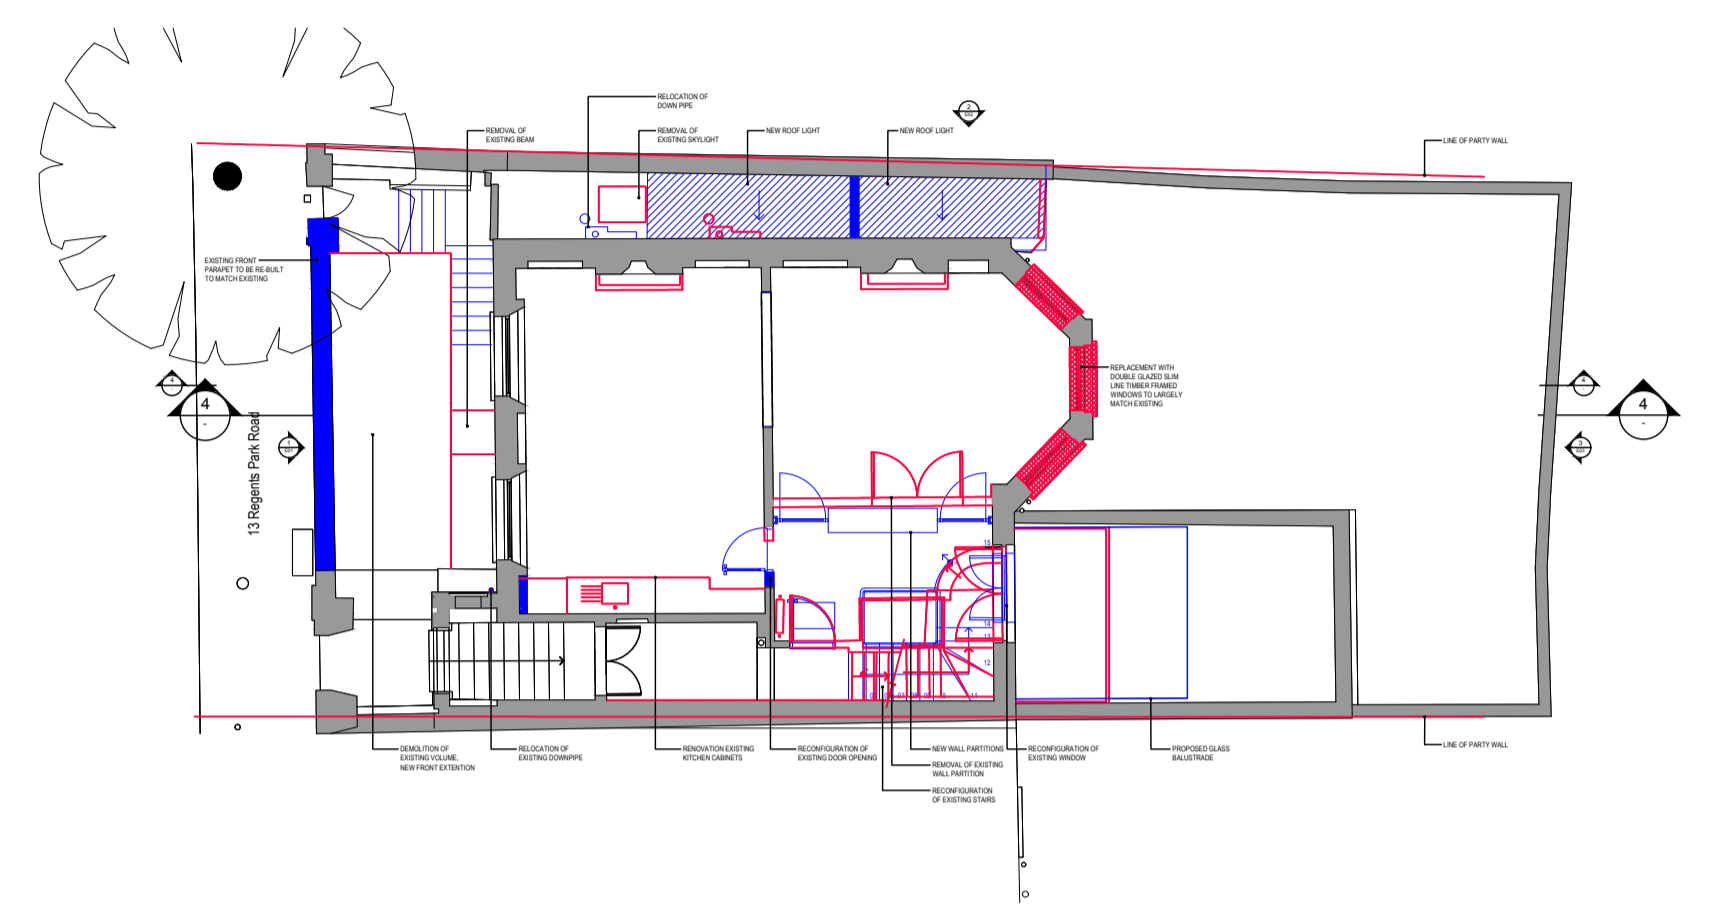 RELOCATION OF
DOWN PIPE
REMOVAL OF
EXISTING BEAM
REMOVAL OF
EXISTING SKYLIGHT
NEW ROOF LIGHT
NEW ROOF LIGHT
2
LINE OF PARTY WALL
EXISTING FRONT
PARAPET TO BE RE-BUILT
TO MATCH EXISTING
REPLACEMENT WITH
DOUBLE GLAZED SLIM
LINE TIMBER FRAMED
WINDOWS TO LARGELY
MATCH EXISTING
4
4
-
13 Regents Park Road
1
4
4
-
3
15
14
13
12
11
DEMOLITION OF
EXISTING VOLUME,
NEW FRONT EXTENTION
RELOCATION OF
EXISTING DOWNPIPE
RENOVATION EXISTING
KITCHEN CABINETS
RECONFIGURATION OF
EXISTING DOOR OPENING
NEW WALL PARTITIONS
REMOVAL OF EXISTING
WALL PARTITION
RECONFIGURATION
OF EXISTING STAIRS
RECONFIGURATION OF
EXISTING WINDOW
PROPOSED GLASS
BALUSTRADE
LINE OF PARTY WALL